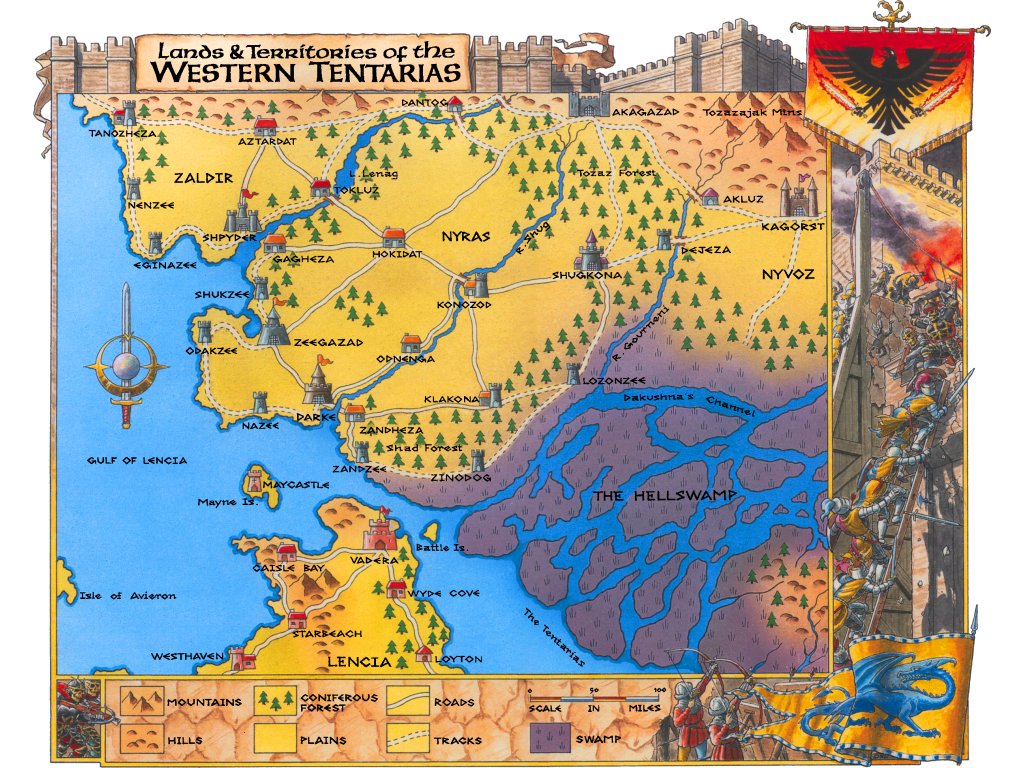 Lands & Territories of the
WESTERN TENTARIAS
DANTOG
AKAGAZAD
Tozazajak Mtns
TANOZHEZA
AZTARDAT
L. Lenag
Tozaz Forest
ZALDIR
TOKLUZ
NENZEE
AKLUZ
SHPYDER
NYRAS
R. Shug
KAGORST
EGINAZEE
GAGHEZA
HOKIDAT
DEJEZA
SHUGKONA
NYVOZ
SHUKZEE
KONOZOD
ZEEGAZAD
R. Gourneni
ODAKZEE
ODNENGA
LOZONZEE
KLAKONA
Dakushna's Channel
NAZEE
DARKE
ZANDHEZA
Shad Forest
GULF OF LENCIA
ZANDZEE
ZINODOG
MAYCASTLE
Mayne Is.
THE HELLSWAMP
Battle Is.
VADERA
CAISLE BAY
Isle of Avieron
WYDE COVE
The Tentarias
STARBEACH
WESTHAVEN
LENCIA
LOYTON
MOUNTAINS
CONIFEROUS
FOREST
ROADS
0 50 100
SCALE IN MILES
HILLS
PLAINS
TRACKS
SWAMP